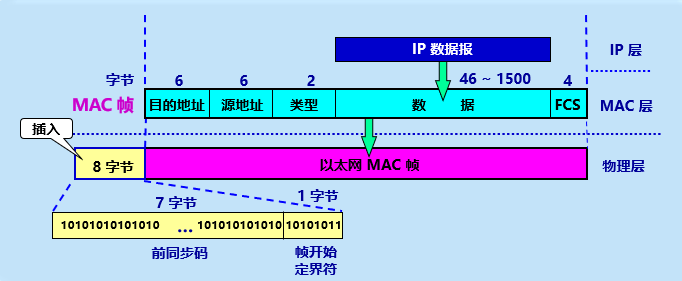 IP 数据报
IP 层
字节
6
6
2
46 ~ 1500
4
MAC 帧
目的地址
源地址
类型
数 据
FCS
MAC 层
插入
8 字节
以太网 MAC 帧
物理层
7 字节
1 字节
10101010101010 ... 101010101010
10101011
前同步码
帧开始
定界符